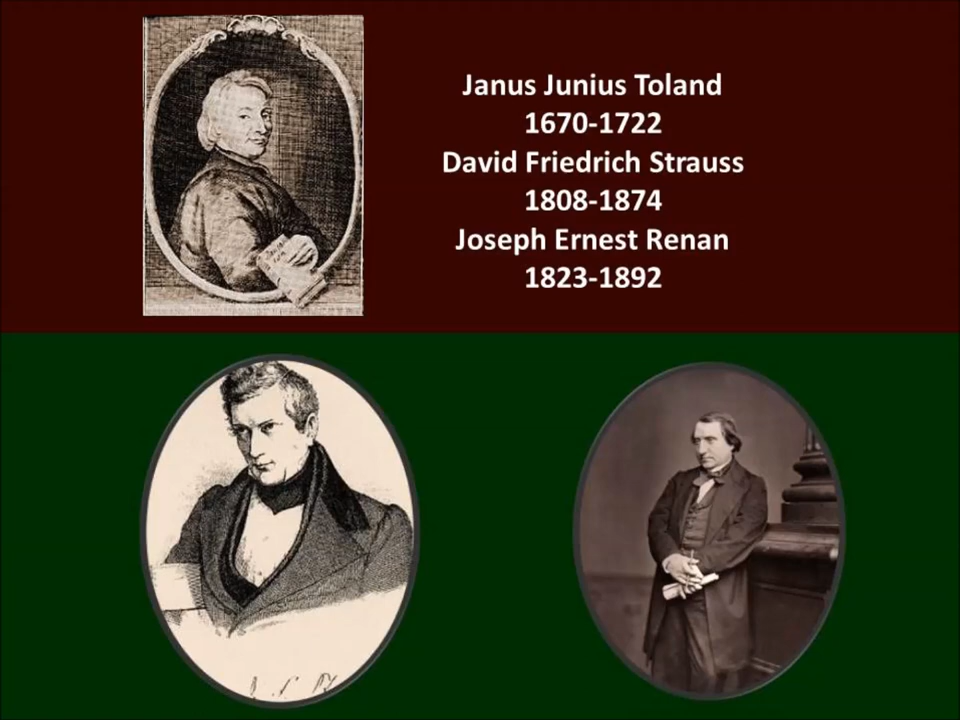 Janus Junius Toland
1670-1722
David Friedrich Strauss
1808-1874
Joseph Ernest Renan
1823-1892